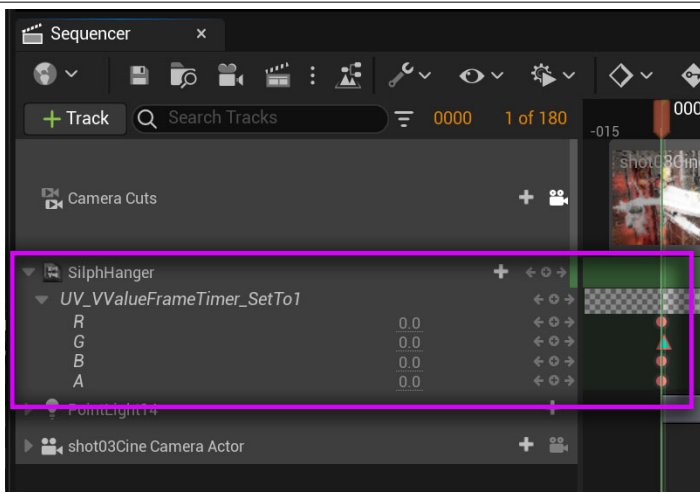 Sequencer ×
Track Search Tracks 0000 1 of 180 -015 000
shot03Cin
Camera Cuts
SilphHanger
UV_VValueFrameTimer_SetTo1
R 0.0
G 0.0
B 0.0
A 0.0
PointLight14
shot03Cine Camera Actor